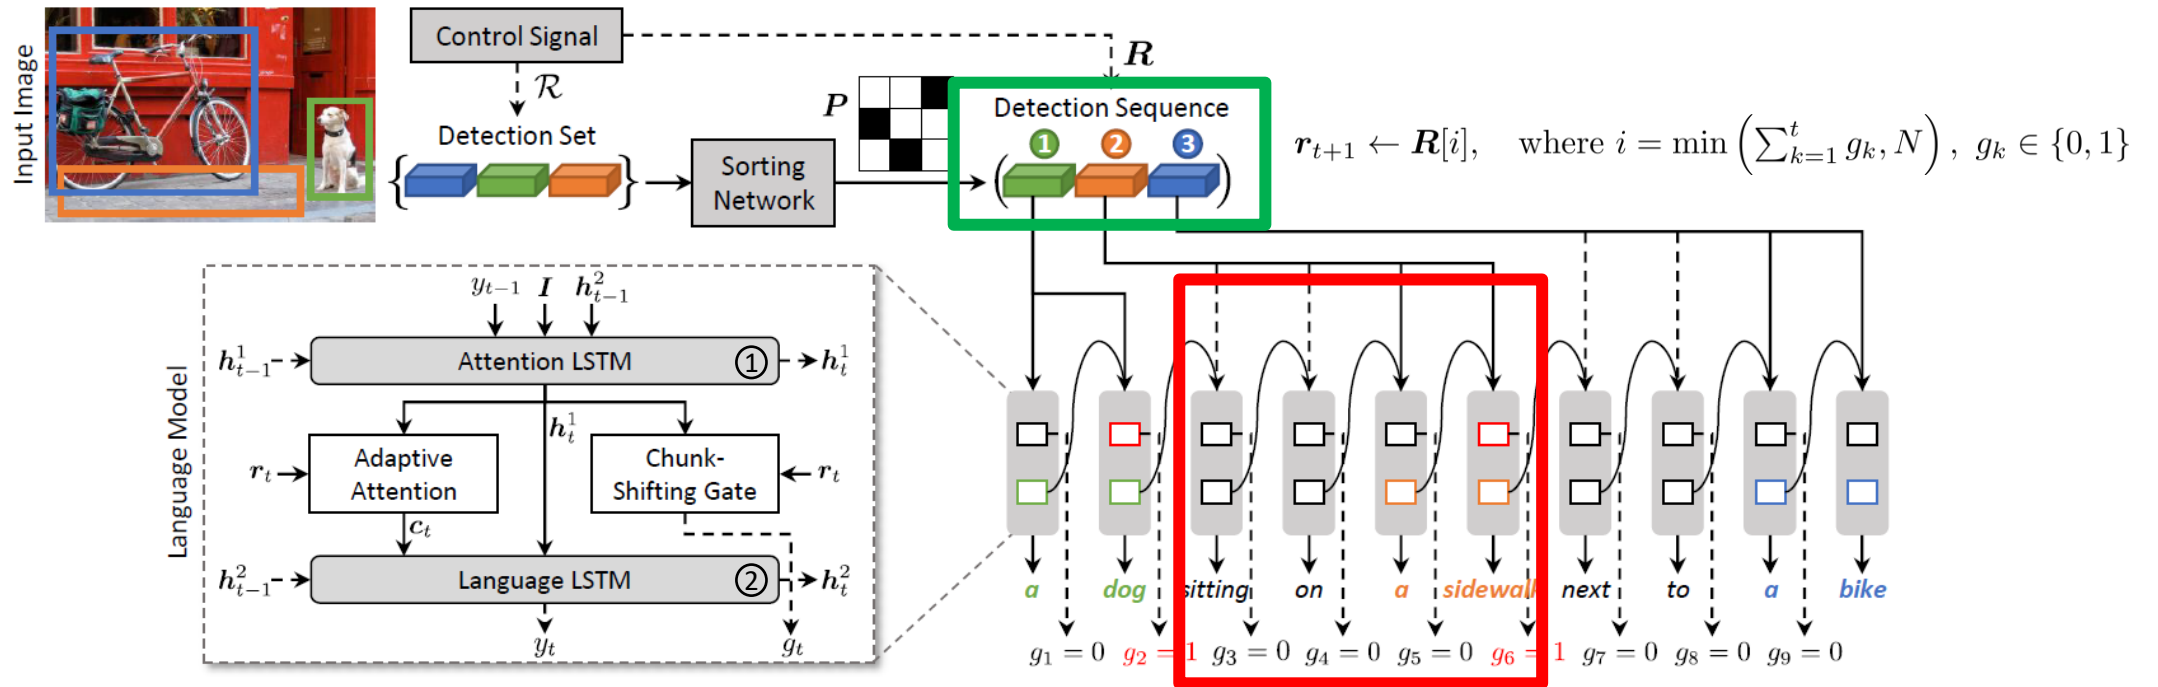 Input Image
Control Signal
R
ℛ
Detection Set
P
Sorting Network
Detection Sequence
1 2 3
r_{t+1} ← R[i], where i = min(∑_{k=1}^{t} g_k, N), g_k ∈ {0, 1}
Language Model
y_{t−1} I h^2_{t−1}
h^1_{t−1} Attention LSTM ① h^1_t
h^1_t
r_t Adaptive Attention
Chunk-Shifting Gate r_t
c_t
h^2_{t−1} Language LSTM ② h^2_t
y_t g_t
a dog sitting on a sidewalk next to a bike
g_1 = 0 g_2 = 1 g_3 = 0 g_4 = 0 g_5 = 0 g_6 = 1 g_7 = 0 g_8 = 0 g_9 = 0